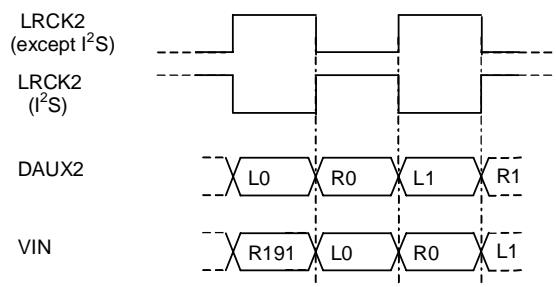 LRCK2
(except I²S)
LRCK2
(I²S)
DAUX2 L0 R0 L1 R1
VIN R191 L0 R0 L1